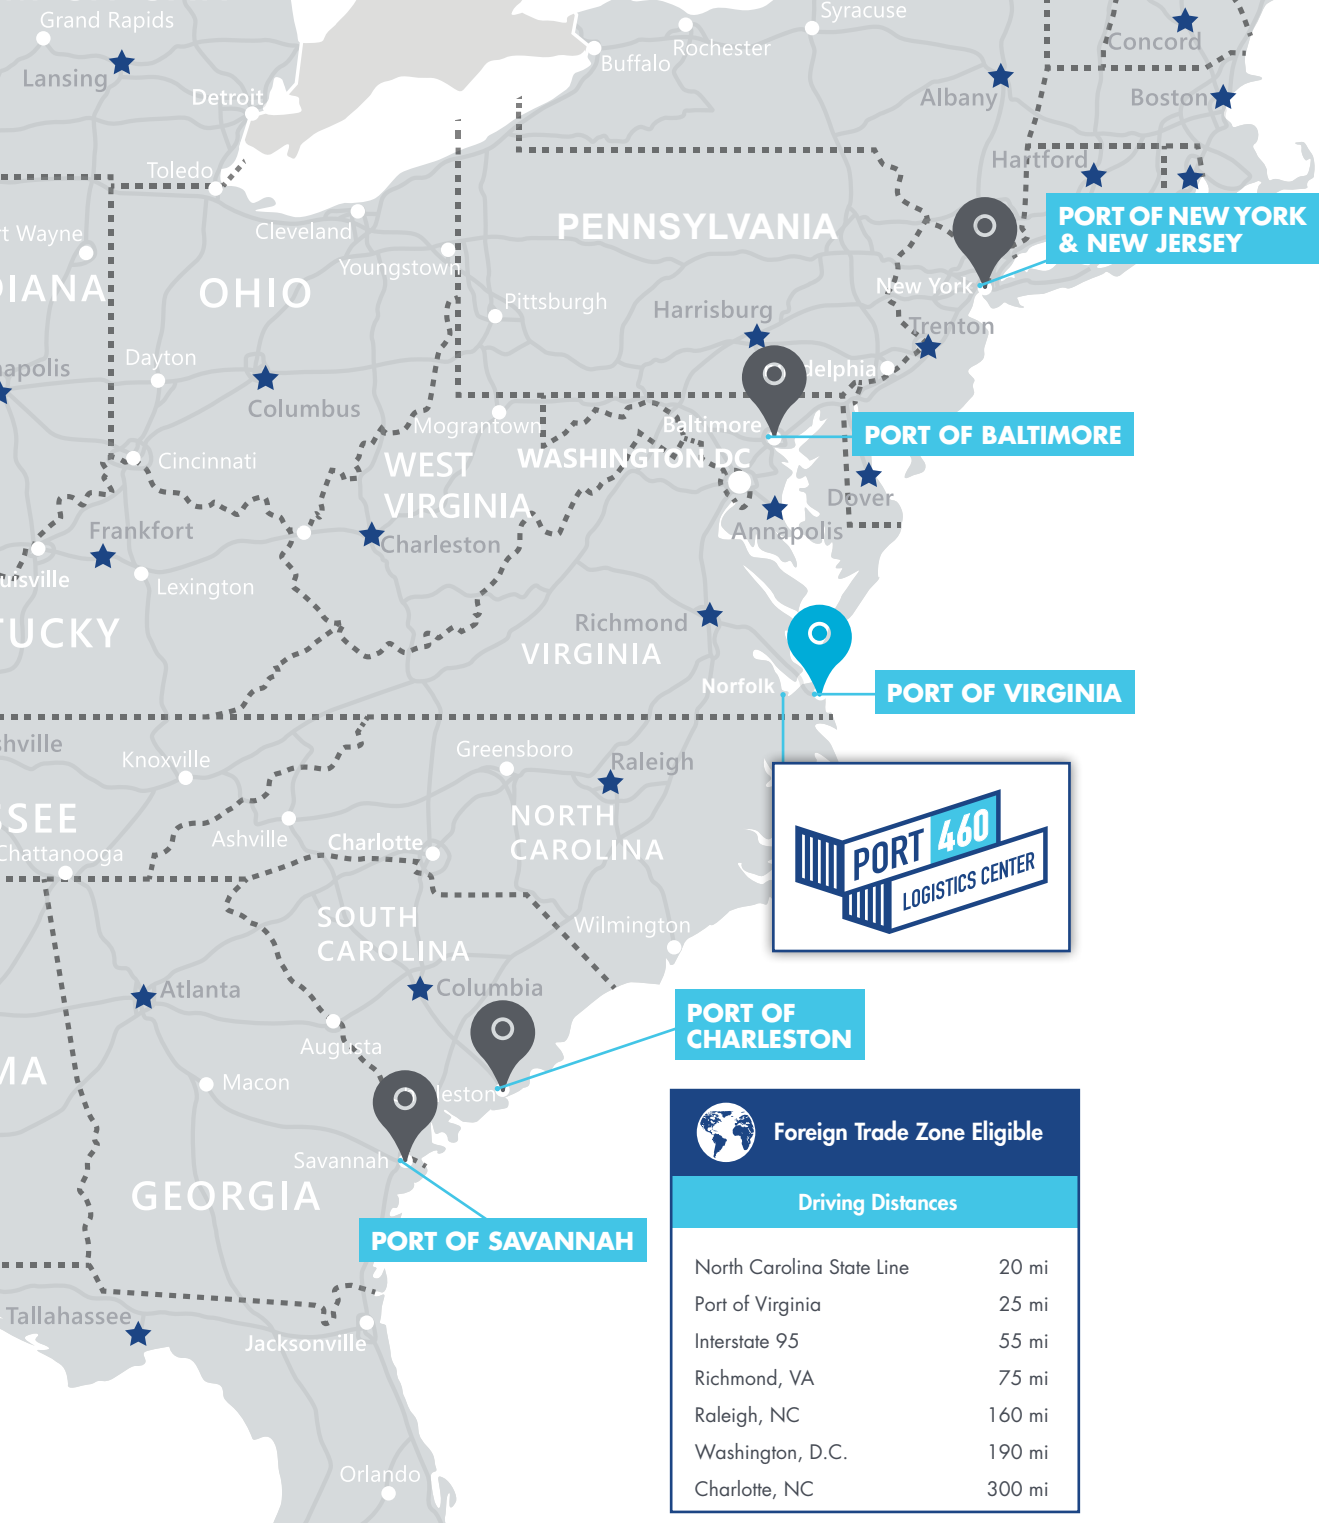 Grand Rapids
Syracuse
Rochester
Buffalo
Concord
Lansing
Detroit
Albany
Boston
Toledo
Hartford
PORT OF NEW YORK
& NEW JERSEY
rt Wayne
Cleveland
PENNSYLVANIA
Youngstown
DIANA
OHIO
New York
Pittsburgh
Harrisburg
Trenton
apolis
Dayton
delphia
Columbus
Mograntown
Baltimore
PORT OF BALTIMORE
Cincinnati
WEST
VIRGINIA
WASHINGTON DC
Dover
Annapolis
Frankfort
Charleston
uisville
Lexington
TUCKY
Richmond
VIRGINIA
Norfolk
PORT OF VIRGINIA
shville
Knoxville
Greensboro
Raleigh
SSEE
Ashville
Charlotte
NORTH
CAROLINA
Chattanooga
PORT 460
LOGISTICS CENTER
SOUTH
CAROLINA
Wilmington
Atlanta
Columbia
PORT OF
CHARLESTON
Augusta
MA
Macon
leston
Savannah
GEORGIA
PORT OF SAVANNAH
Tallahassee
Jacksonville
Orlando
Foreign Trade Zone Eligible
Driving Distances
North Carolina State Line 20 mi
Port of Virginia 25 mi
Interstate 95 55 mi
Richmond, VA 75 mi
Raleigh, NC 160 mi
Washington, D.C. 190 mi
Charlotte, NC 300 mi